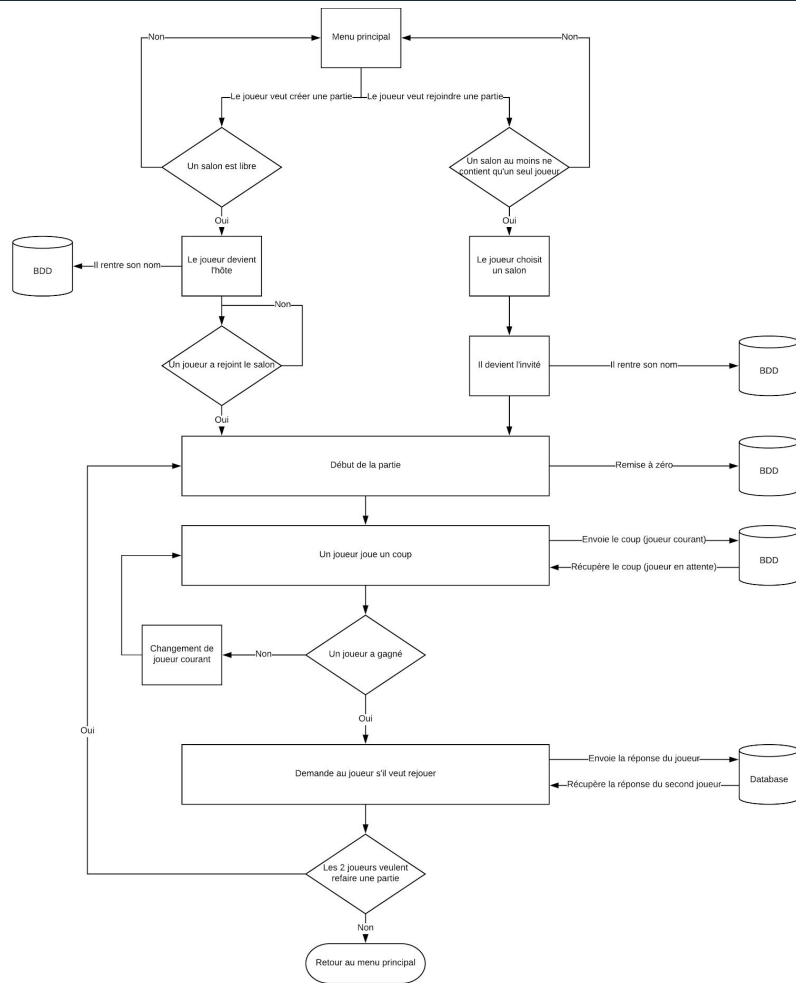 Menu principal
Non
Non
Le joueur veut créer une partie
Le joueur veut rejoindre une partie
Un salon est libre
Un salon au moins ne
contient qu'un seul joueur
Oui
Oui
BDD
Il rentre son nom
Le joueur devient
l'hôte
Le joueur choisit
un salon
Non
Un joueur a rejoint le salon
Il devient l'invité
Il rentre son nom
BDD
Oui
Début de la partie
Remise à zéro
BDD
Un joueur joue un coup
Envoie le coup (joueur courant)
Récupère le coup (joueur en attente)
BDD
Changement de
joueur courant
Non
Un joueur a gagné
Oui
Oui
Demande au joueur s'il veut rejouer
Envoie la réponse du joueur
Récupère la réponse du second joueur
Database
Les 2 joueurs veulent
refaire une partie
Non
Retour au menu principal